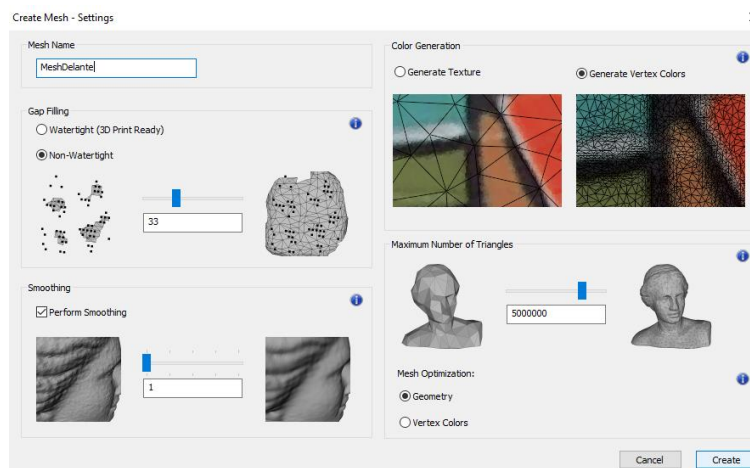 Create Mesh - Settings
Mesh Name
MeshDelante
Gap Filling
Watertight (3D Print Ready)
Non-Watertight
33
Smoothing
Perform Smoothing
1
Color Generation
Generate Texture
Generate Vertex Colors
Maximum Number of Triangles
5000000
Mesh Optimization:
Geometry
Vertex Colors
Cancel
Create